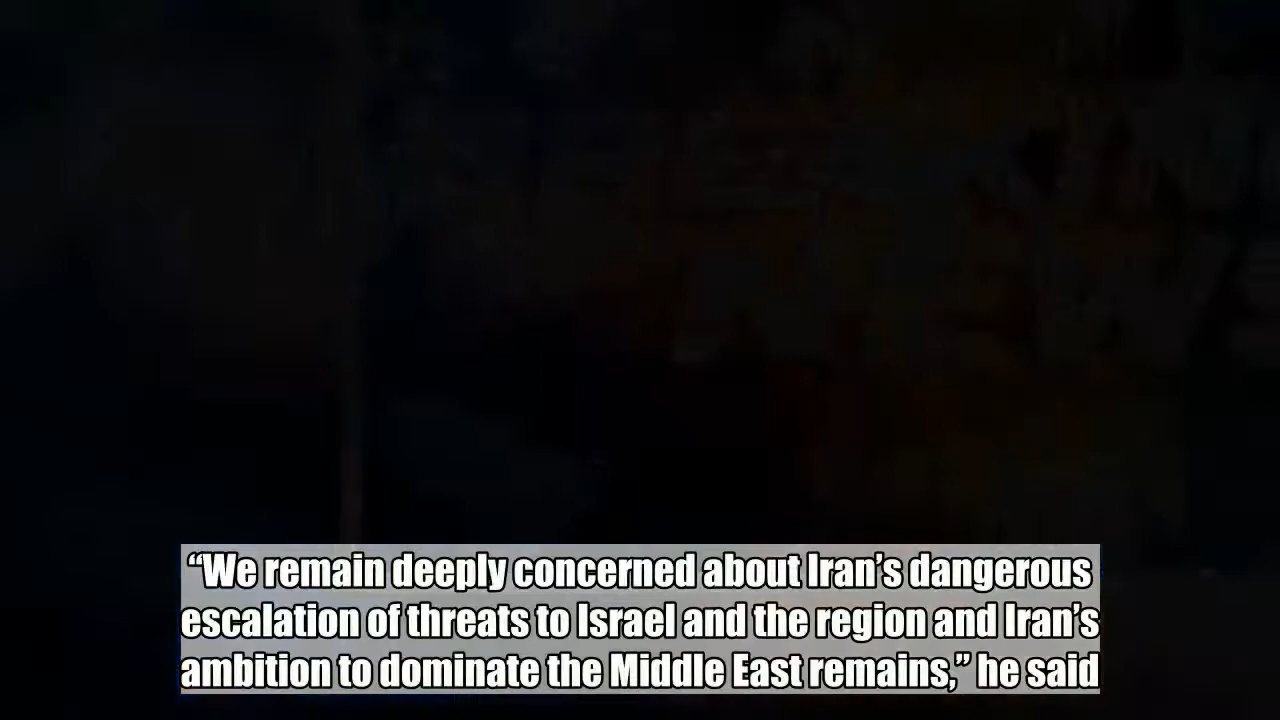 “We remain deeply concerned about Iran’s dangerous
escalation of threats to Israel and the region and Iran’s
ambition to dominate the Middle East remains,” he said